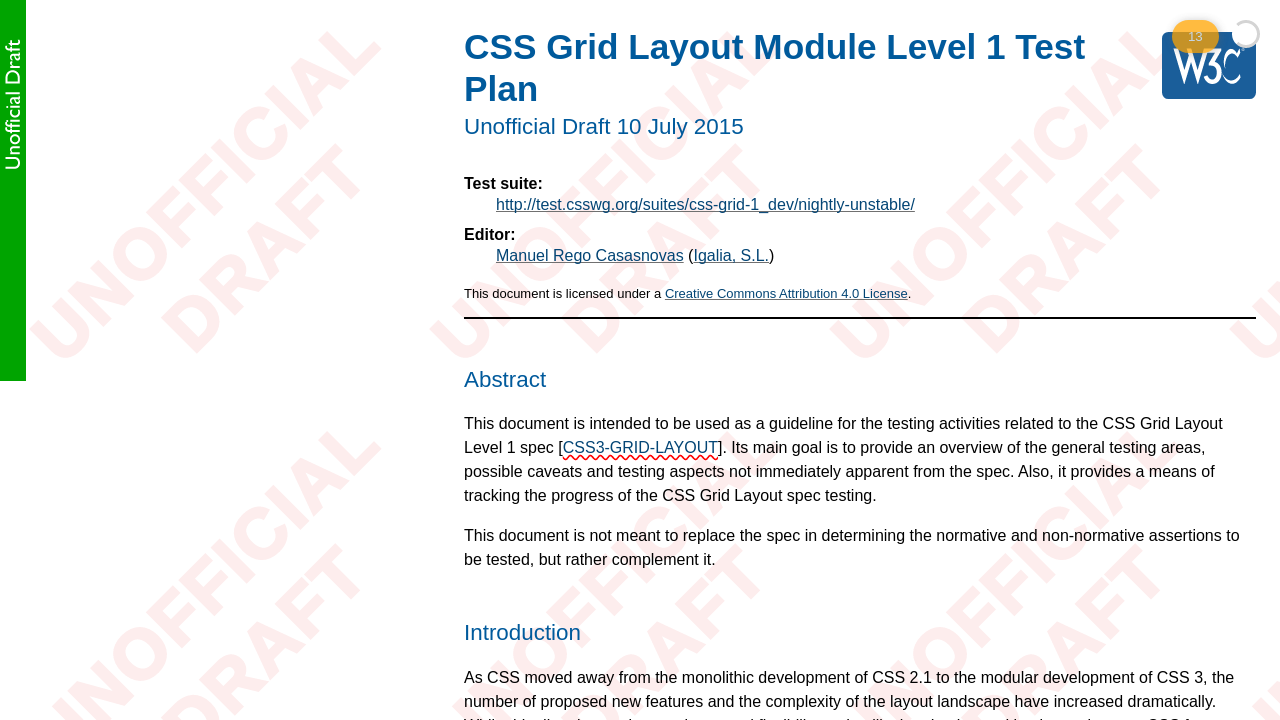 Unofficial Draft
CSS Grid Layout Module Level 1 Test
Plan
13
W3C
Unofficial Draft 10 July 2015
Test suite:
http://test.csswg.org/suites/css-grid-1_dev/nightly-unstable/
Editor:
Manuel Rego Casasnovas (Igalia, S.L.)
This document is licensed under a Creative Commons Attribution 4.0 License.
Abstract
This document is intended to be used as a guideline for the testing activities related to the CSS Grid Layout
Level 1 spec [CSS3-GRID-LAYOUT]. Its main goal is to provide an overview of the general testing areas,
possible caveats and testing aspects not immediately apparent from the spec. Also, it provides a means of
tracking the progress of the CSS Grid Layout spec testing.
This document is not meant to replace the spec in determining the normative and non-normative assertions to
be tested, but rather complement it.
Introduction
As CSS moved away from the monolithic development of CSS 2.1 to the modular development of CSS 3, the
number of proposed new features and the complexity of the layout landscape have increased dramatically.
UNOFFICIAL
DRAFT
UNOFFICIAL
DRAFT
UNOFFICIAL
DRAFT
UNOFFICIAL
DRAFT
UNOFFICIAL
DRAFT
UNOFFICIAL
DRAFT